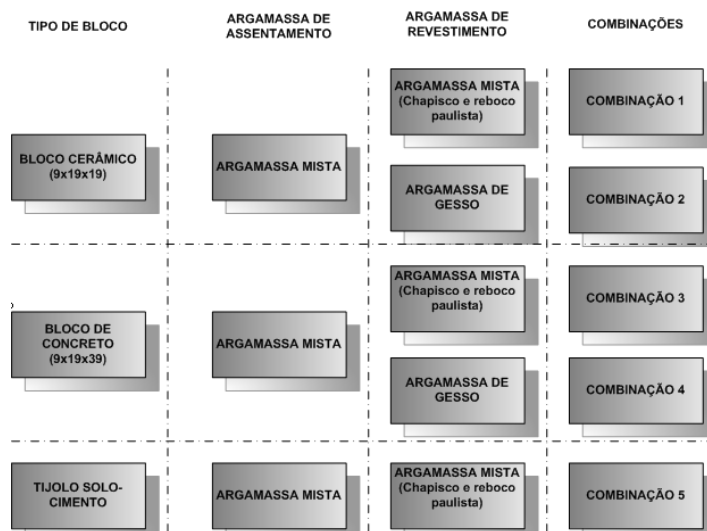 TIPO DE BLOCO
ARGAMASSA DE
ASSENTAMENTO
ARGAMASSA DE
REVESTIMENTO
COMBINAÇÕES
BLOCO CERÂMICO
(9x19x19)
ARGAMASSA MISTA
ARGAMASSA MISTA
(Chapisco e reboco
paulista)
COMBINAÇÃO 1
ARGAMASSA DE
GESSO
COMBINAÇÃO 2
BLOCO DE
CONCRETO
(9x19x39)
ARGAMASSA MISTA
ARGAMASSA MISTA
(Chapisco e reboco
paulista)
COMBINAÇÃO 3
ARGAMASSA DE
GESSO
COMBINAÇÃO 4
TIJOLO SOLO-
CIMENTO
ARGAMASSA MISTA
ARGAMASSA MISTA
(Chapisco e reboco
paulista)
COMBINAÇÃO 5